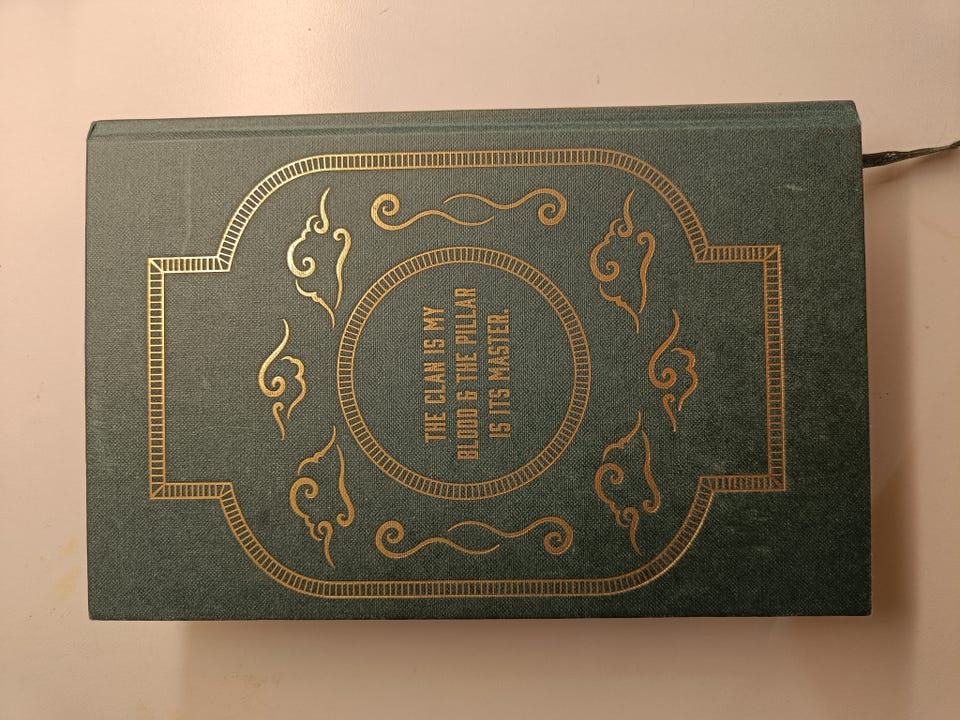 THE CLAN IS MY
BLOOD & THE PILLAR
IS ITS MASTER.